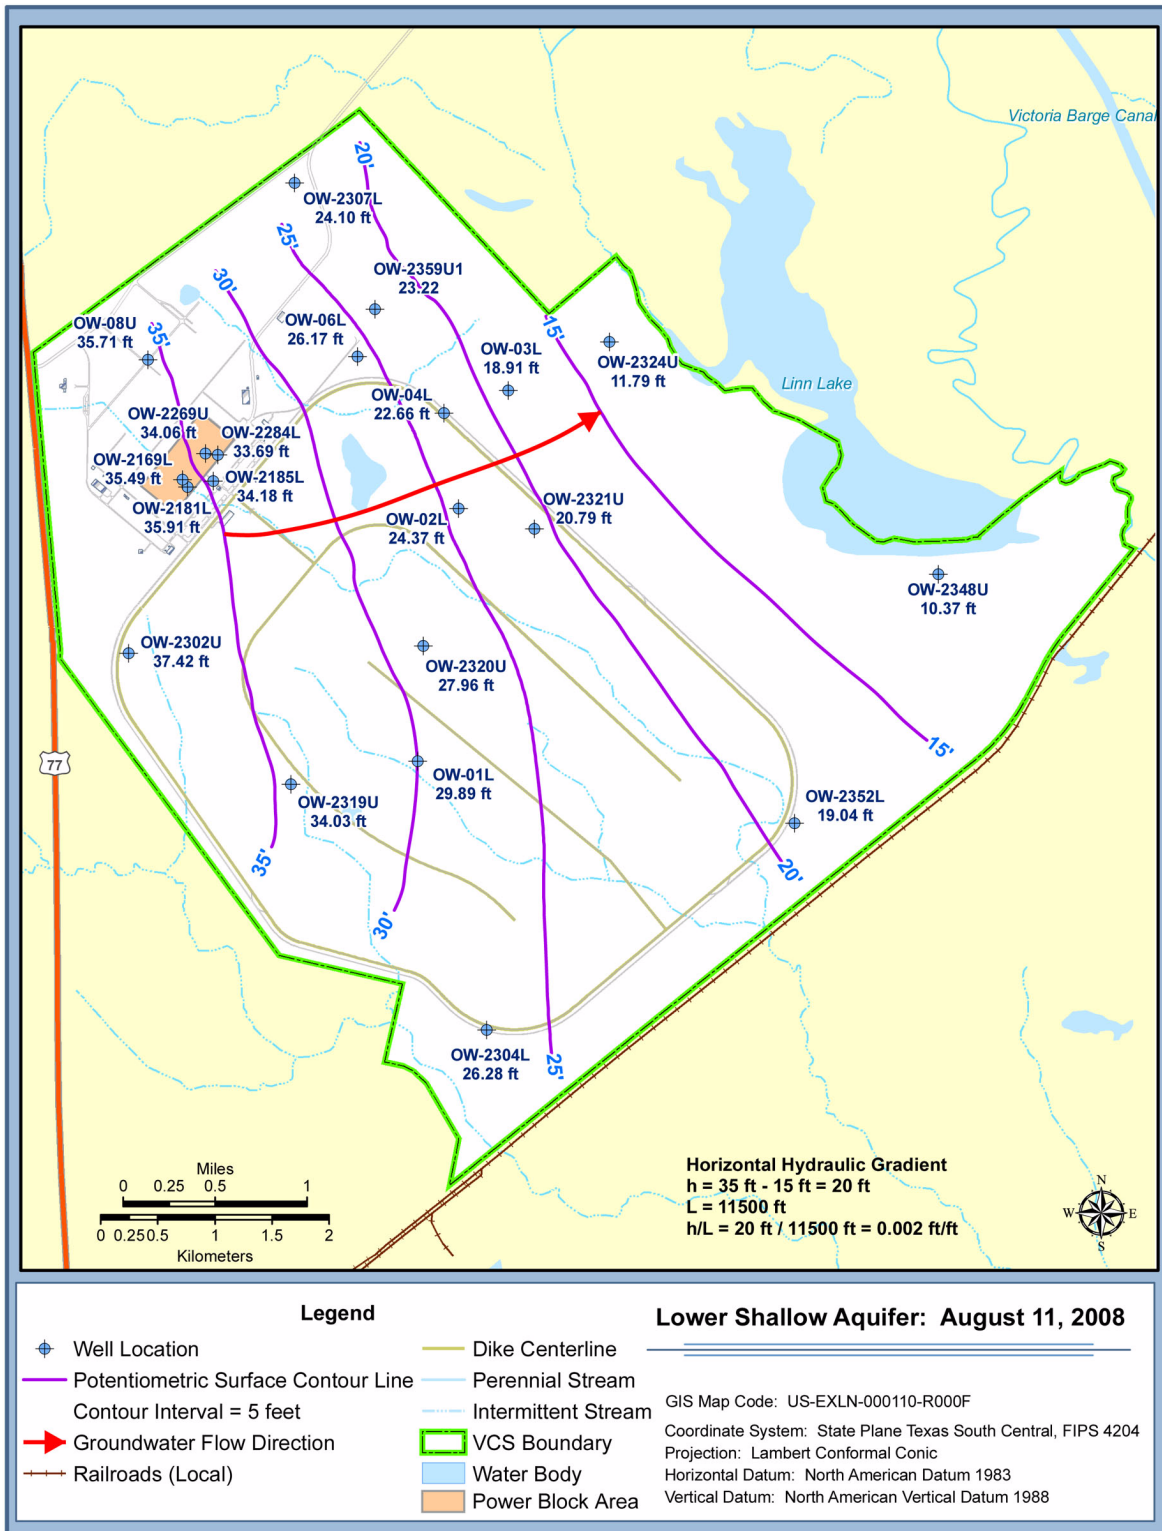 Victoria Barge Canal
20'
OW-2307L
24.10 ft
25'
OW-2359U1
23.22
30'
OW-08U
35.71 ft
35'
OW-06L
26.17 ft
15'
OW-03L
18.91 ft
OW-2324U
11.79 ft
Linn Lake
OW-04L
22.66 ft
OW-2269U
34.06 ft
OW-2284L
33.69 ft
OW-2169L
35.49 ft
OW-2185L
34.18 ft
OW-2181L
35.91 ft
OW-02L
24.37 ft
OW-2321U
20.79 ft
OW-2348U
10.37 ft
OW-2302U
37.42 ft
OW-2320U
27.96 ft
77
15'
OW-01L
29.89 ft
OW-2319U
34.03 ft
OW-2352L
19.04 ft
35'
20'
30'
OW-2304L
26.28 ft
25'
Miles
0 0.25 0.5 1
0 0.25 0.5 1 2
Kilometers
Horizontal Hydraulic Gradient
h = 35 ft - 15 ft = 20 ft
L = 11500 ft
h/L = 20 ft / 11500 ft = 0.002 ft/ft
N
W E
S
Legend
Well Location
Potentiometric Surface Contour Line
Contour Interval = 5 feet
Groundwater Flow Direction
Railroads (Local)
Dike Centerline
Perennial Stream
Intermittent Stream
VCS Boundary
Water Body
Power Block Area
Lower Shallow Aquifer: August 11, 2008
GIS Map Code: US-EXLN-000110-R000F
Coordinate System: State Plane Texas South Central, FIPS 4204
Projection: Lambert Conformal Conic
Horizontal Datum: North American Datum 1983
Vertical Datum: North American Vertical Datum 1988